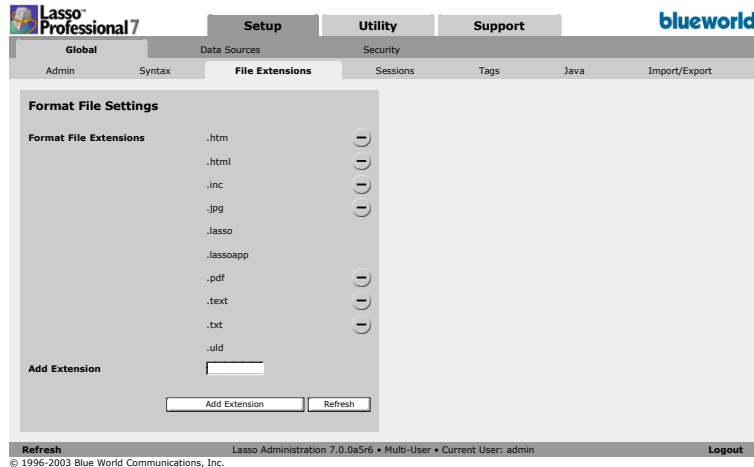 Lasso™
Professional 7
Setup Utility Support
blueworld
Global Data Sources Security
Admin Syntax File Extensions Sessions Tags Java Import/Export
Format File Settings
Format File Extensions .htm
.html
.inc
.jpg
.lasso
.lassoapp
.pdf
.text
.txt
.uld
Add Extension
Add Extension Refresh
Refresh Lasso Administration 7.0.0a5r6 • Multi-User • Current User: admin Logout
© 1996-2003 Blue World Communications, Inc.